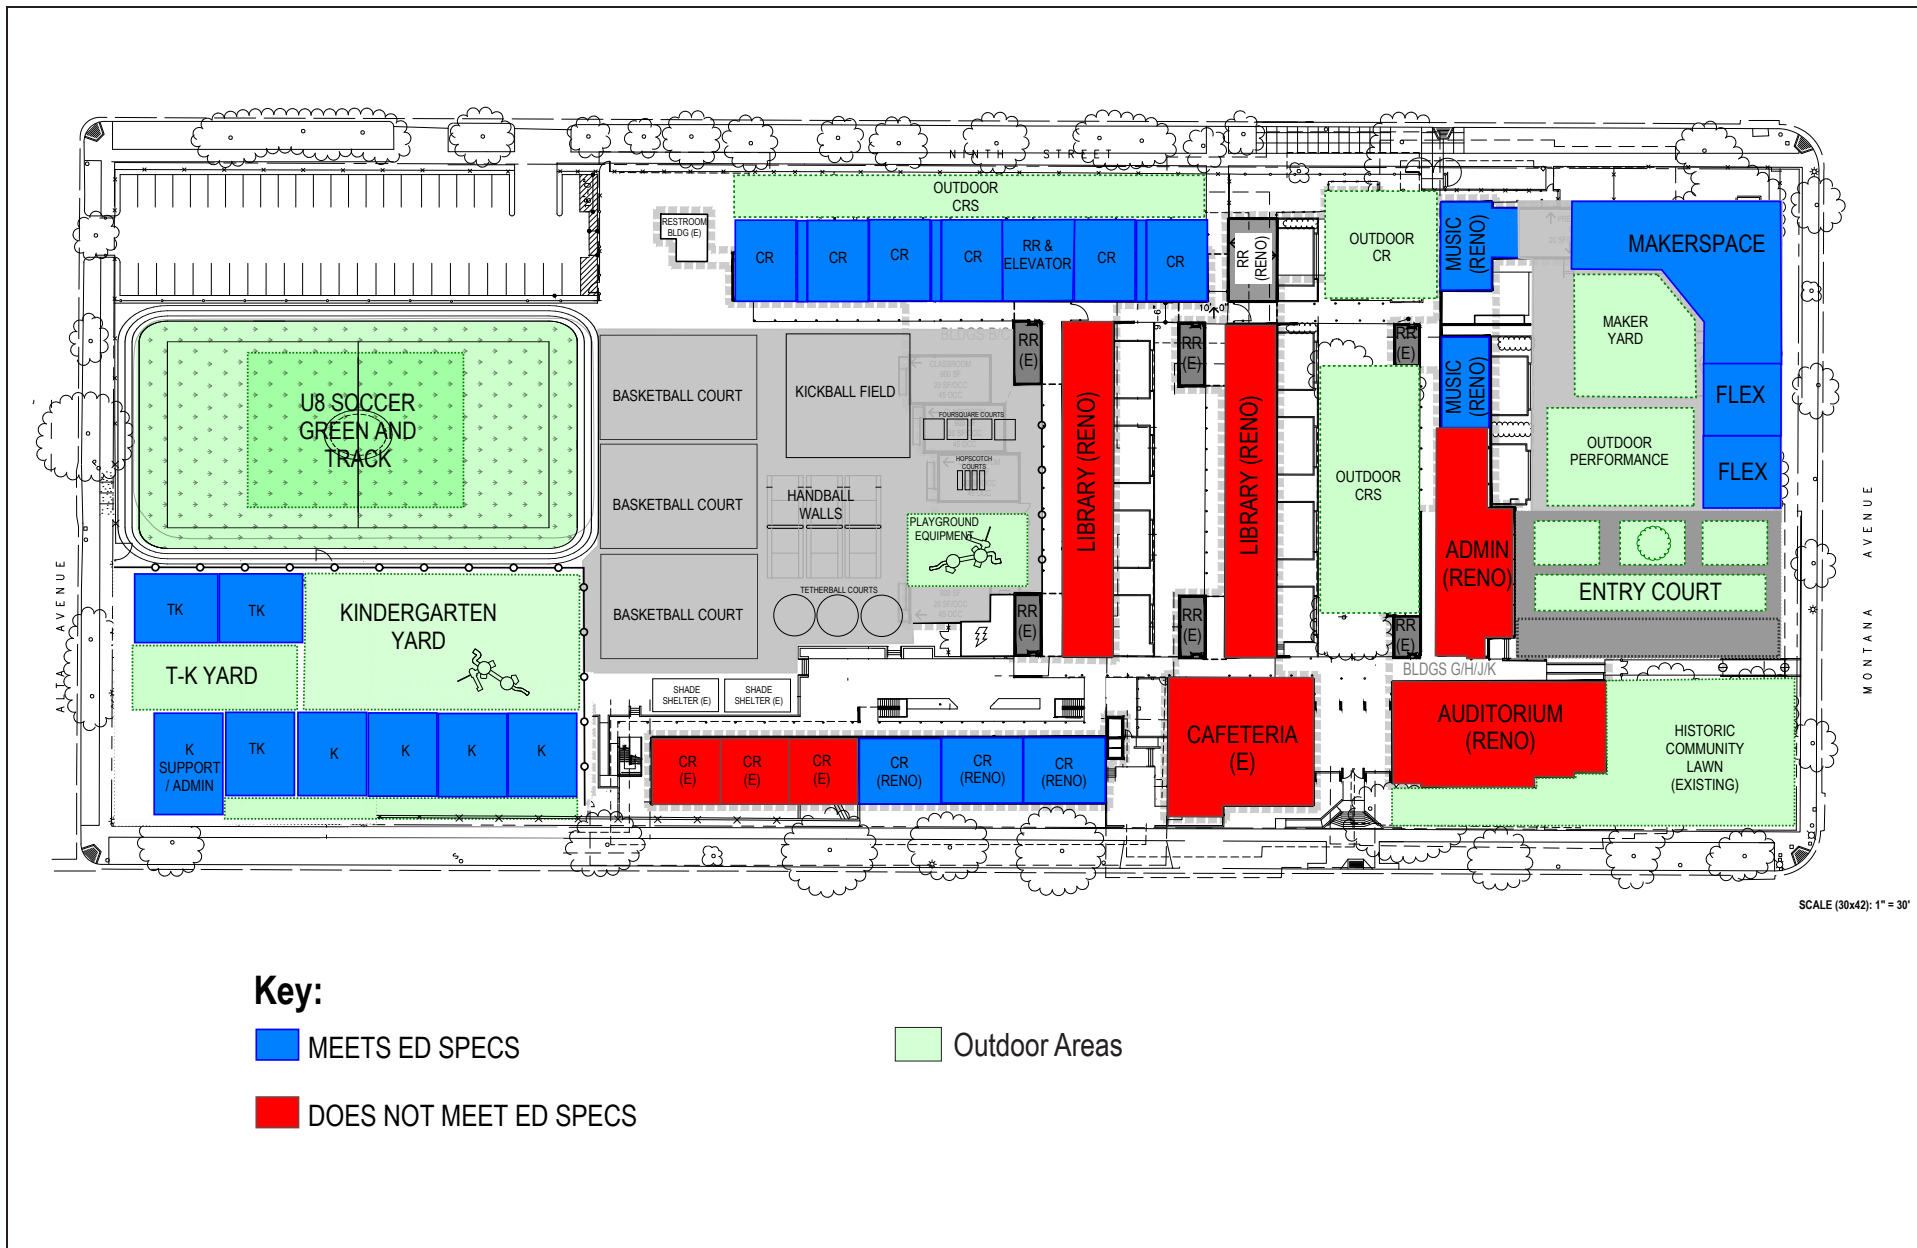 NINTH STREET
OUTDOOR
CRS
RESTROOM
BLDG (E)
CR
CR
CR
CR
RR &
ELEVATOR
CR
CR
RR
(RENO)
OUTDOOR
CR
MUSIC
(RENO)
MAKERSPACE
10'
BLDGS B/C
MAKER
YARD
U8 SOCCER
GREEN AND
TRACK
BASKETBALL COURT
KICKBALL FIELD
CLASSROOM
FOURSQUARE COURTS
HOPSCOTCH
COURTS
RR
(E)
LIBRARY (RENO)
RR
(E)
LIBRARY (RENO)
RR
(E)
MUSIC
(RENO)
FLEX
OUTDOOR
PERFORMANCE
FLEX
BASKETBALL COURT
HANDBALL
WALLS
OUTDOOR
CRS
PLAYGROUND
EQUIPMENT
ADMIN
(RENO)
ENTRY COURT
MONTANA AVENUE
ALTA AVENUE
TK
TK
KINDERGARTEN
YARD
BASKETBALL COURT
TETHERBALL COURTS
RR
(E)
RR
(E)
RR
(E)
T-K YARD
BLDGS G/H/J/K
SHADE
SHELTER (E)
SHADE
SHELTER (E)
K
SUPPORT
/ ADMIN
TK
K
K
K
K
CR
(E)
CR
(E)
CR
(E)
CR
(RENO)
CR
(RENO)
CR
(RENO)
CAFETERIA
(E)
AUDITORIUM
(RENO)
HISTORIC
COMMUNITY
LAWN
(EXISTING)
SCALE (30x42): 1" = 30'
Key:
MEETS ED SPECS
Outdoor Areas
DOES NOT MEET ED SPECS